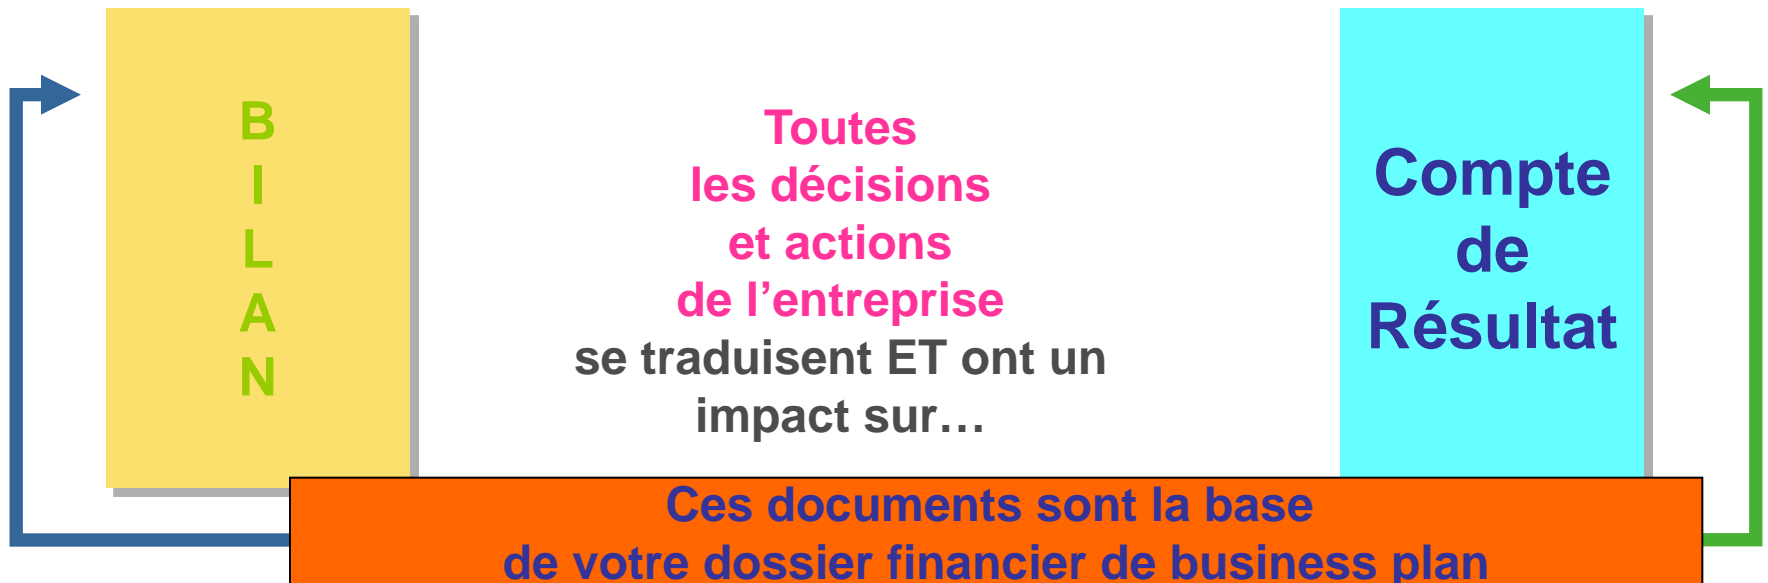 B
I
L
A
N
Toutes
les décisions
et actions
de l’entreprise
se traduisent ET ont un
impact sur…
Compte
de
Résultat
Ces documents sont la base
de votre dossier financier de business plan